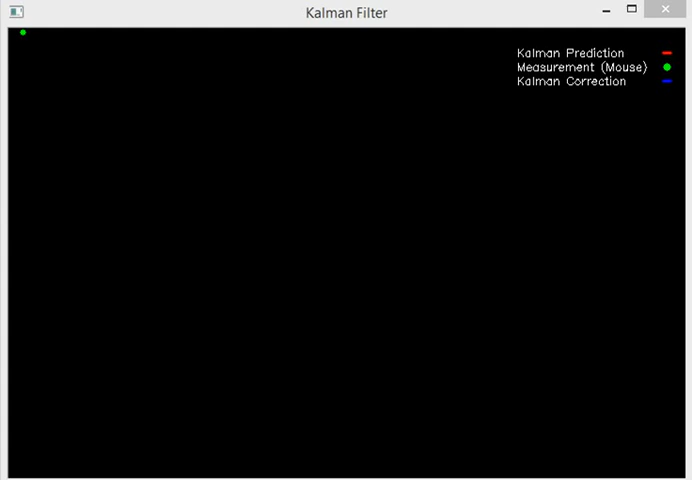 Kalman Filter
Kalman Prediction
Measurement (Mouse)
Kalman Correction